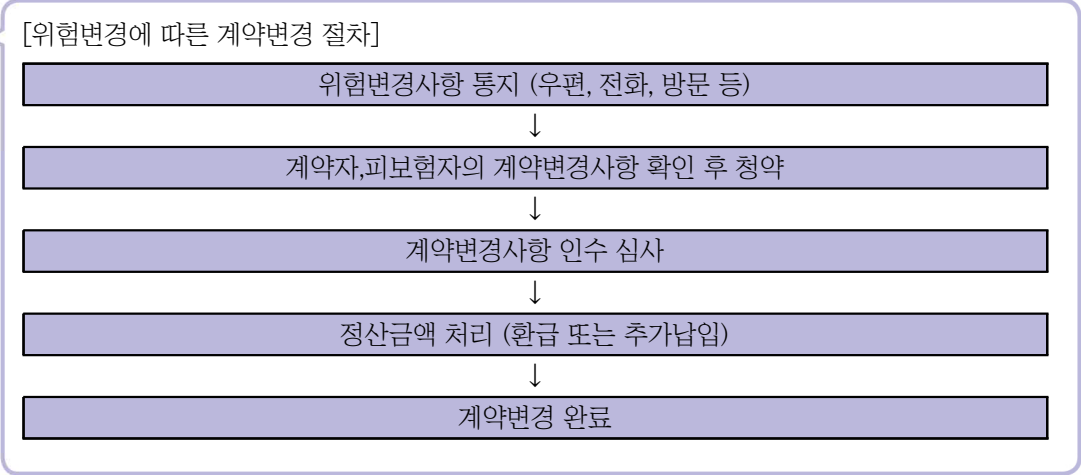 [위험변경에 따른 계약변경 절차]
위험변경사항 통지 (우편, 전화, 방문 등)
↓
계약자,피보험자의 계약변경사항 확인 후 청약
↓
계약변경사항 인수 심사
↓
정산금액 처리 (환급 또는 추가납입)
↓
계약변경 완료